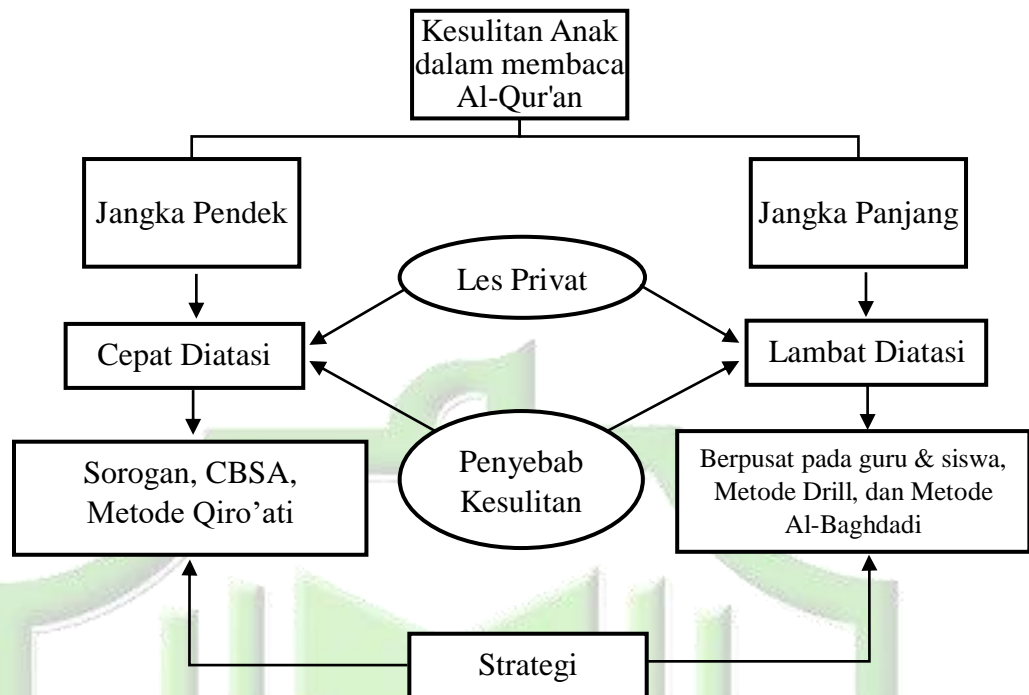 Kesulitan Anak
dalam membaca
Al-Qur'an
Jangka Pendek
Jangka Panjang
Les Privat
Cepat Diatasi
Lambat Diatasi
Sorogan, CBSA,
Metode Qiro’ati
Penyebab
Kesulitan
Berpusat pada guru & siswa,
Metode Drill, dan Metode
Al-Baghdadi
Strategi